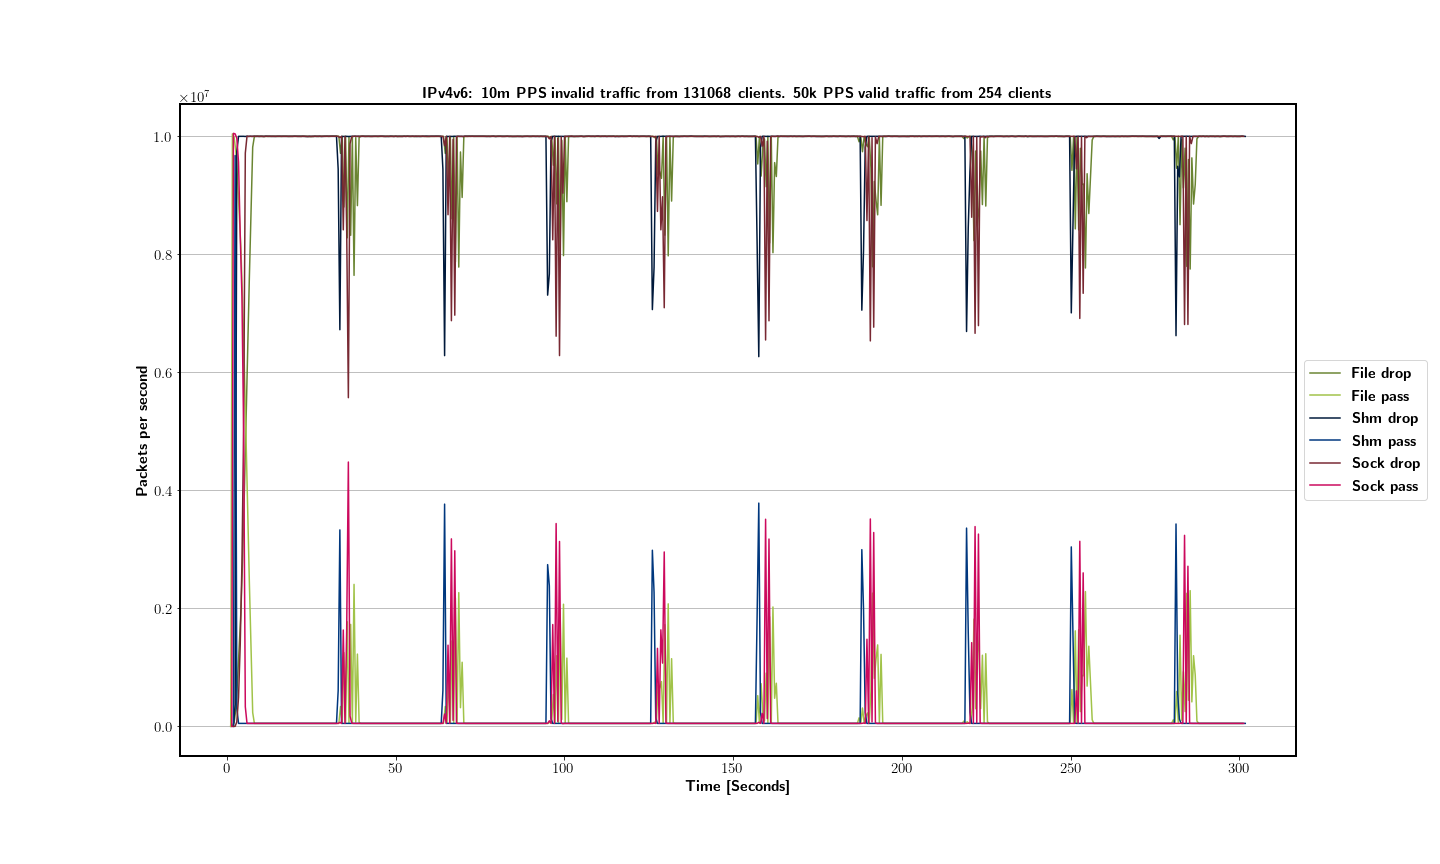 IPv4v6: 10m PPS invalid traffic from 131068 clients. 50k PPS valid traffic from 254 clients
×10⁷
1.0
0.8
0.6
0.4
0.2
0.0
Packets per second
0 50 100 150 200 250 300
Time [Seconds]
File drop
File pass
Shm drop
Shm pass
Sock drop
Sock pass